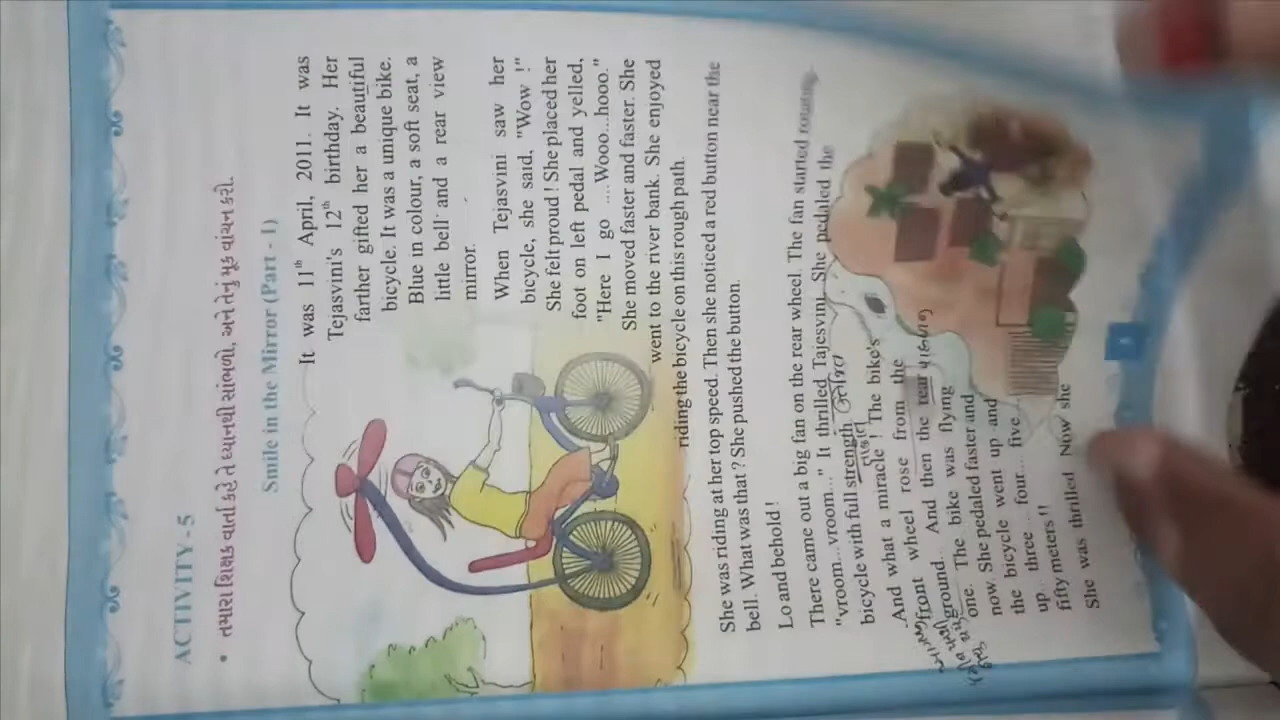 ACTIVITY - 5
• તમારા શિક્ષક વાર્તા કહે તે ધ્યાનથી સાંભળો, અને તેનું મૂક વાંચન કરો.
Smile in the Mirror (Part - 1)
It was 11th April, 2011. It was
Tejasvini's 12th birthday. Her
farther gifted her a beautiful
bicycle. It was a unique bike.
Blue in colour, a soft seat, a
little bell and a rear view
mirror.
When Tejasvini saw her
bicycle, she said, "Wow !"
She felt proud ! She placed her
foot on left pedal and yelled,
"Here I go .... Wooo...hooo."
She moved faster and faster. She
went to the river bank. She enjoyed
riding the bicycle on this rough path.
She was riding at her top speed. Then she noticed a red button near the
bell. What was that ? She pushed the button.
Lo and behold !
There came out a big fan on the rear wheel. The fan started rotating.
"vroom...vroom..." It thrilled Tajesvini. She pedaled the
bicycle with full strength
And what a miracle ! The bike's
front wheel rose from the
ground. And then the rear
one. The bike was flying
now. She pedaled faster and
the bicycle went up and
up... three ... four... five
fifty meters !!
She was thrilled Now she